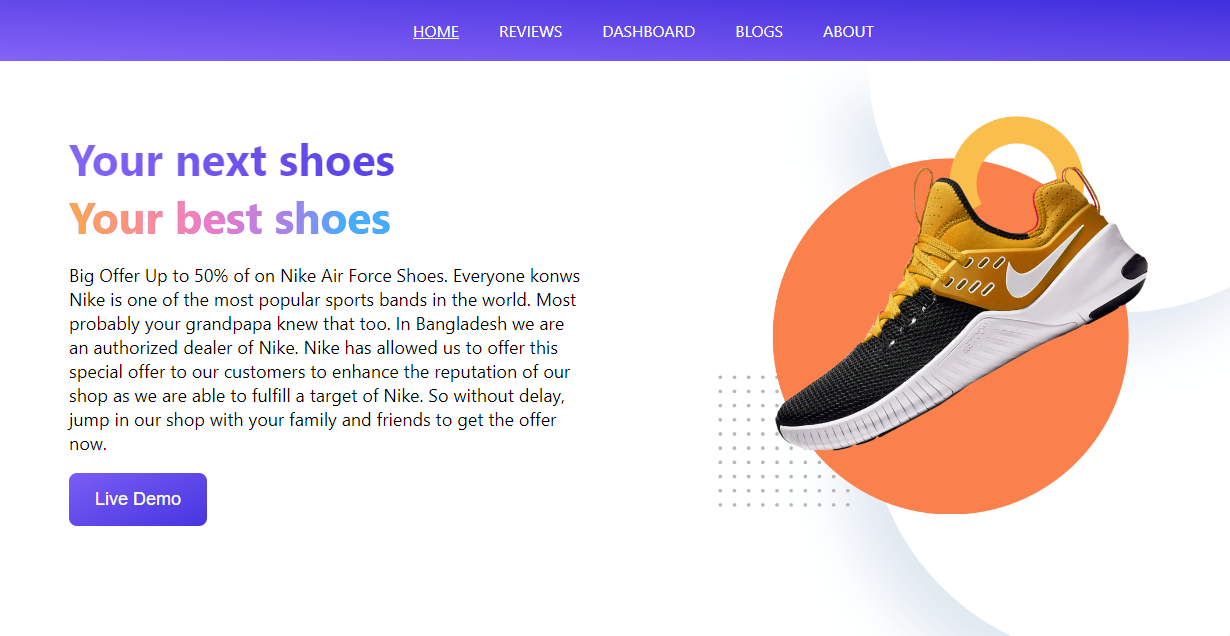 HOME REVIEWS DASHBOARD BLOGS ABOUT
Your next shoes
Your best shoes
Big Offer Up to 50% of on Nike Air Force Shoes. Everyone konws
Nike is one of the most popular sports bands in the world. Most
probably your grandpapa knew that too. In Bangladesh we are
an authorized dealer of Nike. Nike has allowed us to offer this
special offer to our customers to enhance the reputation of our
shop as we are able to fulfill a target of Nike. So without delay,
jump in our shop with your family and friends to get the offer
now.
Live Demo